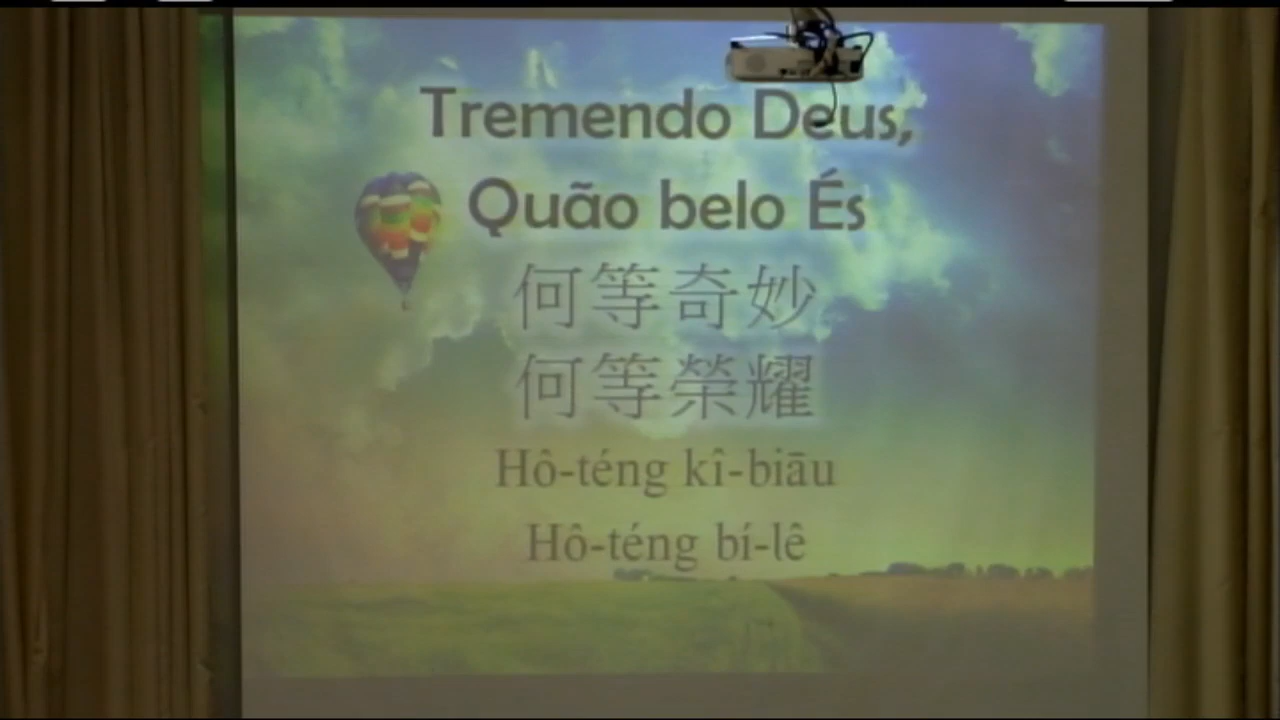 Tremendo Deus,
Quão belo És
何等奇妙
何等榮耀
Hô-téng kî-biāu
Hô-téng bí-lê